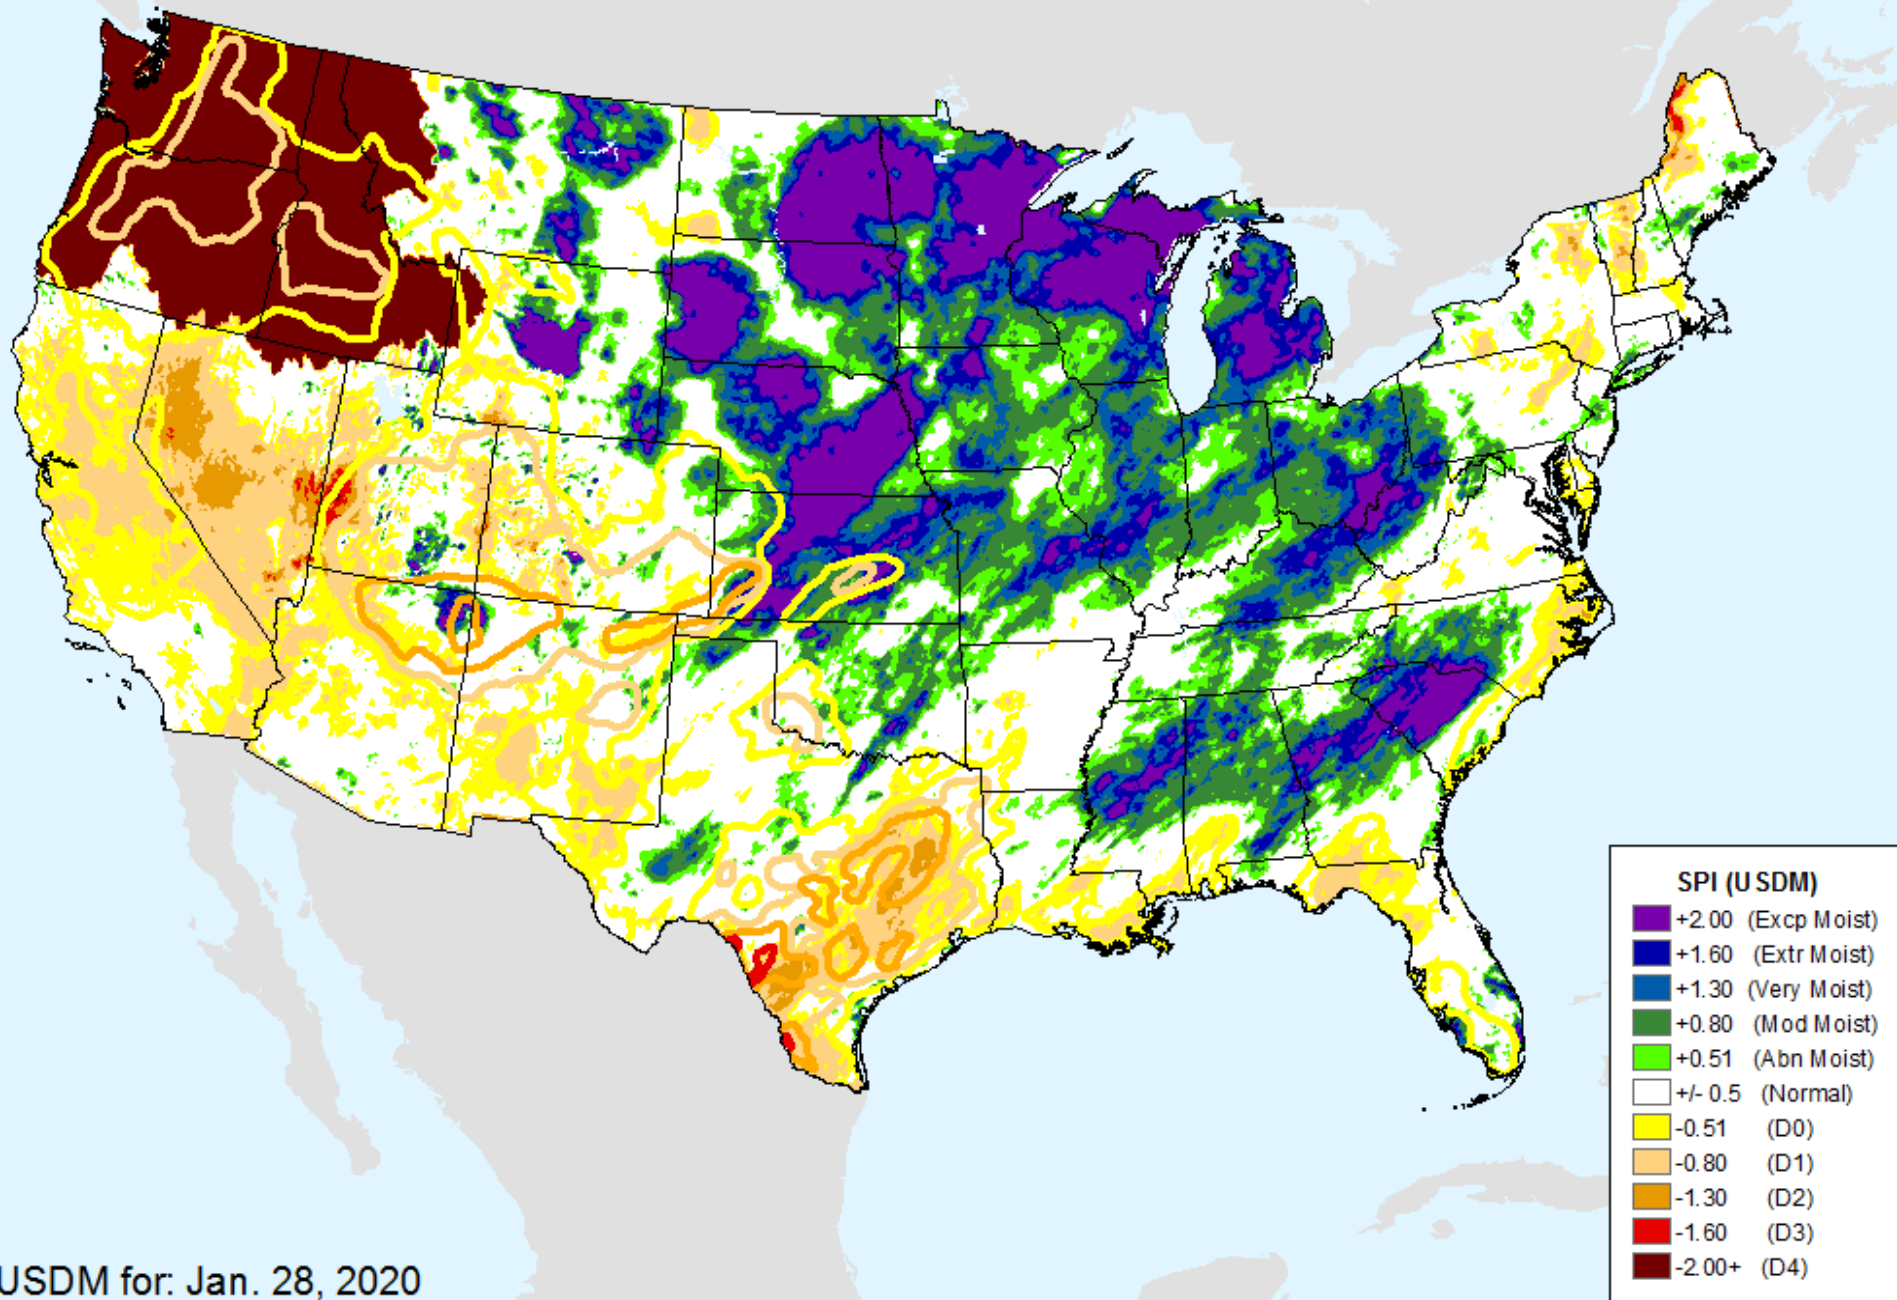 SPI (USDM)
+2.00 (Excp Moist)
+1.60 (Extr Moist)
+1.30 (Very Moist)
+0.80 (Mod Moist)
+0.51 (Abn Moist)
+/- 0.5 (Normal)
-0.51 (D0)
-0.80 (D1)
-1.30 (D2)
-1.60 (D3)
-2.00+ (D4)
USDM for: Jan. 28, 2020